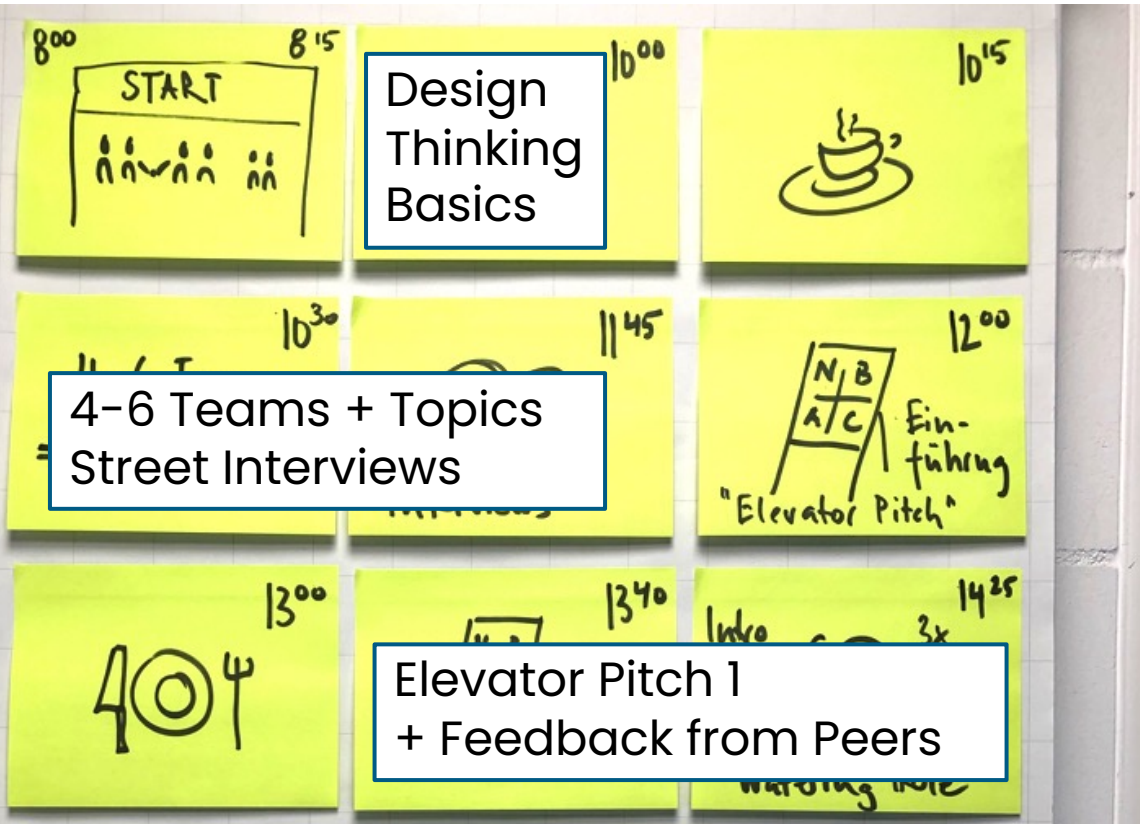 8⁰⁰ 8¹⁵
START
10⁰⁰
Design
Thinking
Basics
10¹⁵
10³⁰
4-6 Teams + Topics
Street Interviews
11⁴⁵
12⁰⁰
N B
A C
Ein-
führung
"Elevator Pitch"
13⁰⁰
13⁴⁰
Elevator Pitch 1
+ Feedback from Peers
14²⁵
Intro
3x